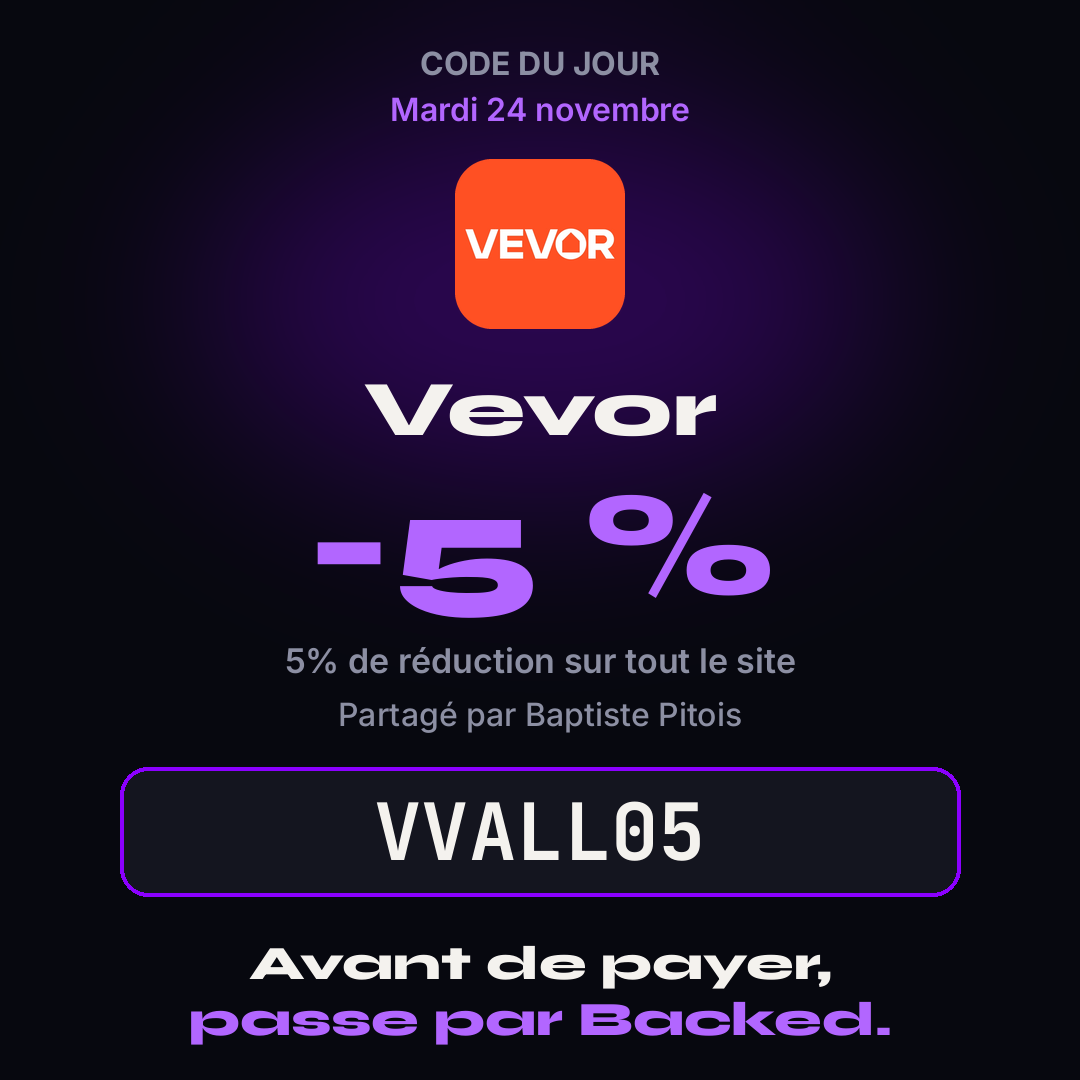 CODE DU JOUR
Mardi 24 novembre
VEVOR
Vevor
-5 %
5% de réduction sur tout le site
Partagé par Baptiste Pitois
VVALL05
Avant de payer,
passe par Backed.